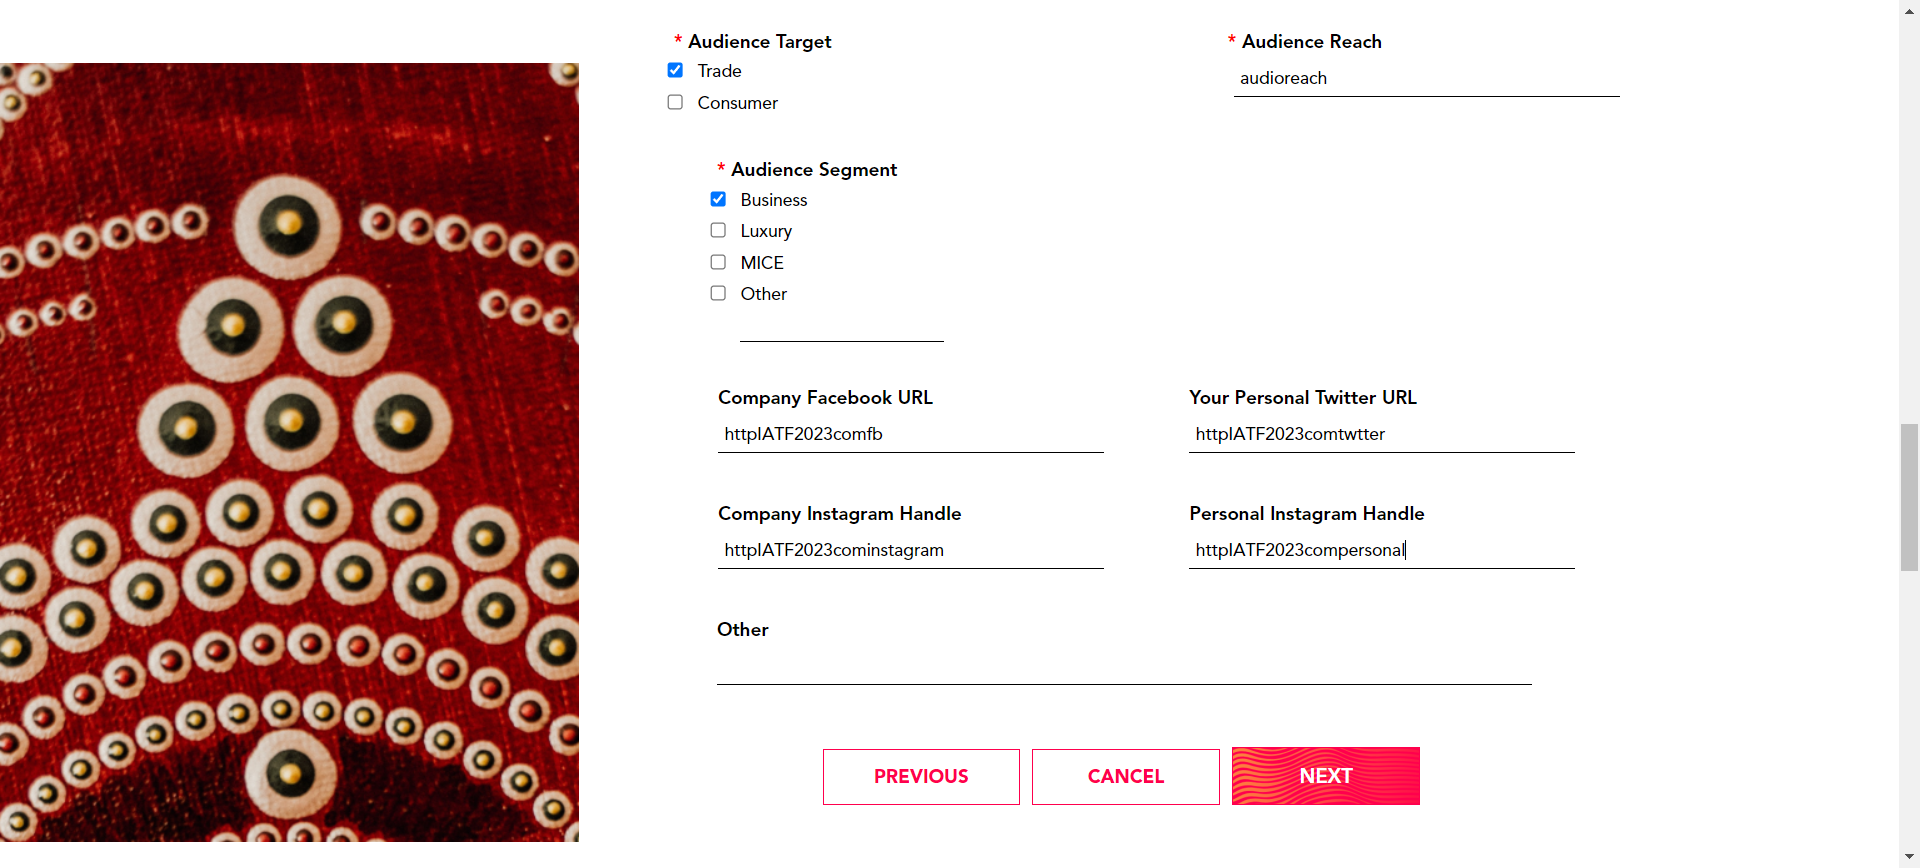 * Audience Target
Trade
Consumer
* Audience Reach
audioreach
* Audience Segment
Business
Luxury
MICE
Other
Company Facebook URL
httpIATF2023comfb
Your Personal Twitter URL
httpIATF2023comtwtter
Company Instagram Handle
httpIATF2023cominstagram
Personal Instagram Handle
httpIATF2023compersonal
Other
PREVIOUS
CANCEL
NEXT